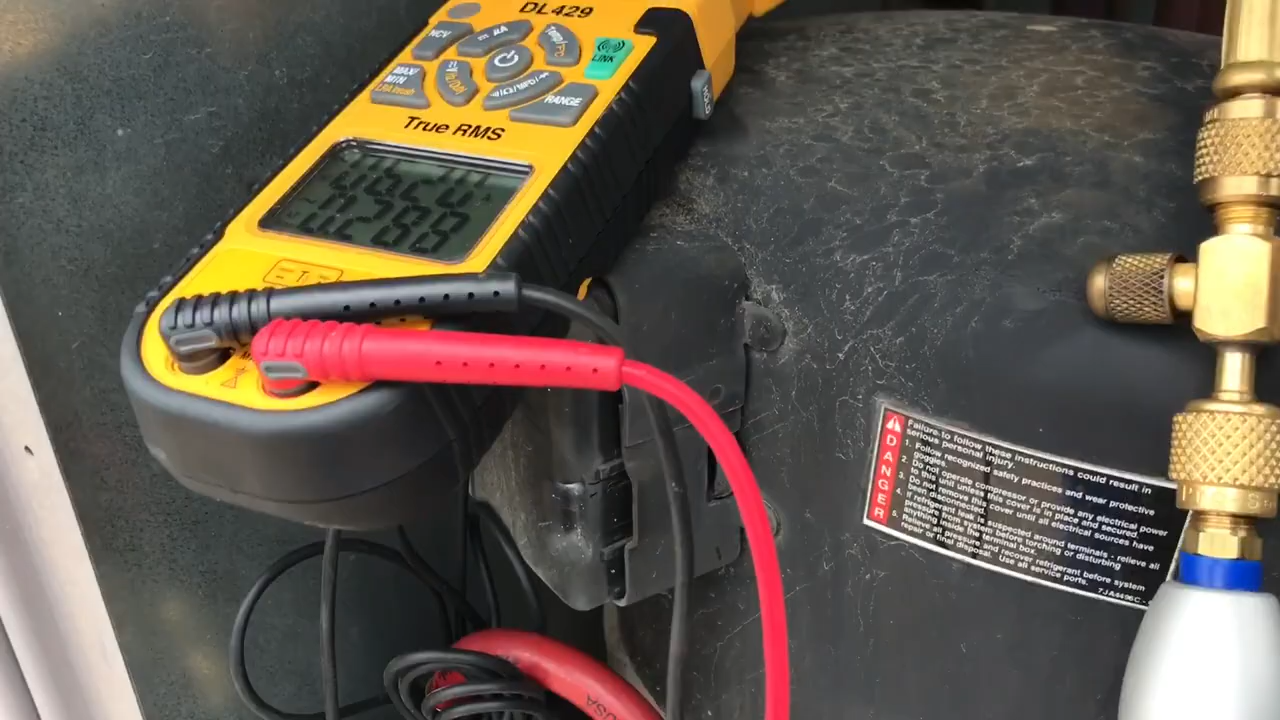 DL429
NCV
LINK
MAX/
MIN
RANGE
HOLD
True RMS
DANGER
Failure to follow these instructions could result in
serious personal injury.
1. Follow recognized safety practices and wear protective
goggles.
2. Do not operate compressor or provide any electrical power
to this unit unless this cover is in place and secured.
3. Do not remove this cover until all electrical sources have
been disconnected.
4. If refrigerant leak is suspected around terminals - relieve all
pressure from system before torching or disturbing
anything inside the terminal box.
5. Relieve all pressure and recover refrigerant before system
repair or final disposal. Use all service ports.
USA